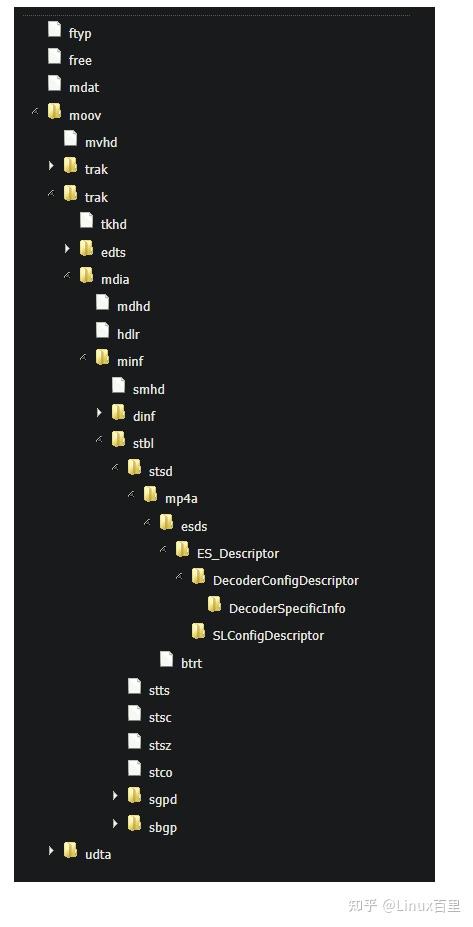 ftyp
free
mdat
moov
mvhd
trak
trak
tkhd
edts
mdia
mdhd
hdlr
minf
smhd
dinf
stbl
stsd
mp4a
esds
ES_Descriptor
DecoderConfigDescriptor
DecoderSpecificInfo
SLConfigDescriptor
btrt
stts
stsc
stsz
stco
sgpd
sbgp
udta
知乎 @Linux百里